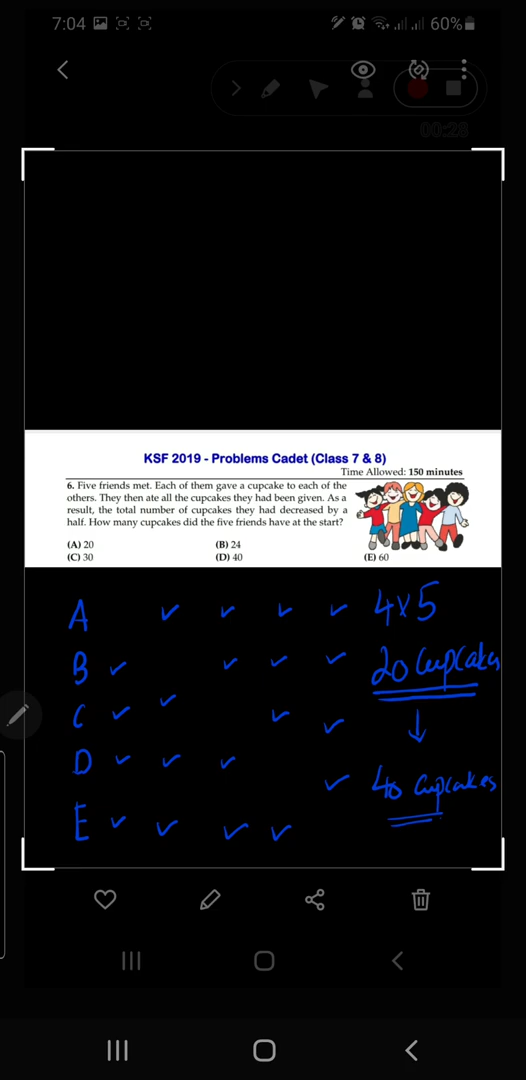 7:04 60%
00:28
KSF 2019 - Problems Cadet (Class 7 & 8)
Time Allowed: 150 minutes
6. Five friends met. Each of them gave a cupcake to each of the
others. They then ate all the cupcakes they had been given. As a
result, the total number of cupcakes they had decreased by a
half. How many cupcakes did the five friends have at the start?
(A) 20 (B) 24
(C) 30 (D) 40 (E) 60
A ✓ ✓ ✓ ✓ 4x5
B ✓ ✓ ✓ ✓ 20 Cupcakes
C ✓ ✓ ✓ ✓ ↓
D ✓ ✓ ✓ ✓ 40 Cupcakes
E ✓ ✓ ✓ ✓